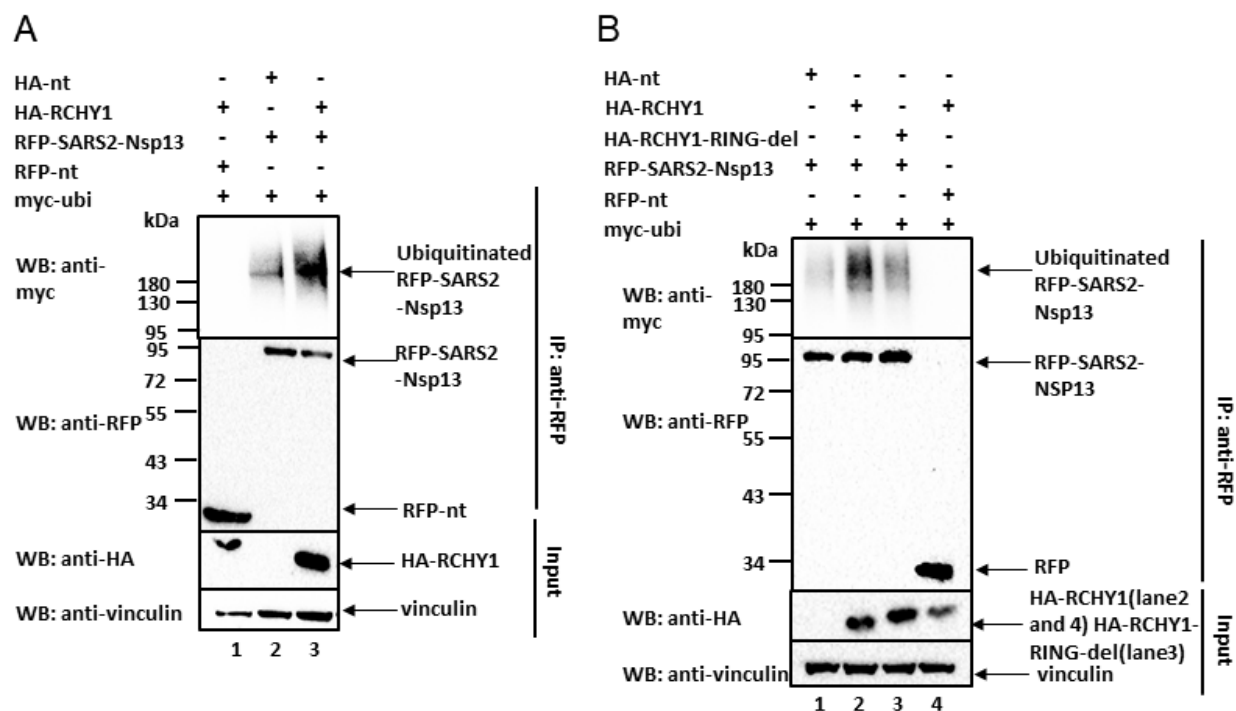 A
HA-nt - + -
HA-RCHY1 + - +
RFP-SARS2-Nsp13 - + +
RFP-nt + - -
myc-ubi + + +
kDa
WB: anti-
myc
180
130
95
Ubiquitinated
RFP-SARS2
-Nsp13
WB: anti-RFP
95
72
55
43
34
RFP-SARS2
-Nsp13
RFP-nt
IP: anti-RFP
WB: anti-HA
HA-RCHY1
WB: anti-vinculin
vinculin
Input
1 2 3
B
HA-nt + - - -
HA-RCHY1 - + - +
HA-RCHY1-RING-del - - + -
RFP-SARS2-Nsp13 + + + -
RFP-nt - - - +
myc-ubi + + + +
kDa
WB: anti-
myc
180
130
95
Ubiquitinated
RFP-SARS2-
Nsp13
WB: anti-RFP
95
72
55
43
34
RFP-SARS2-
NSP13
RFP
IP: anti-RFP
WB: anti-HA
HA-RCHY1(lane2
and 4) HA-RCHY1-
RING-del(lane3)
WB: anti-vinculin
vinculin
Input
1 2 3 4